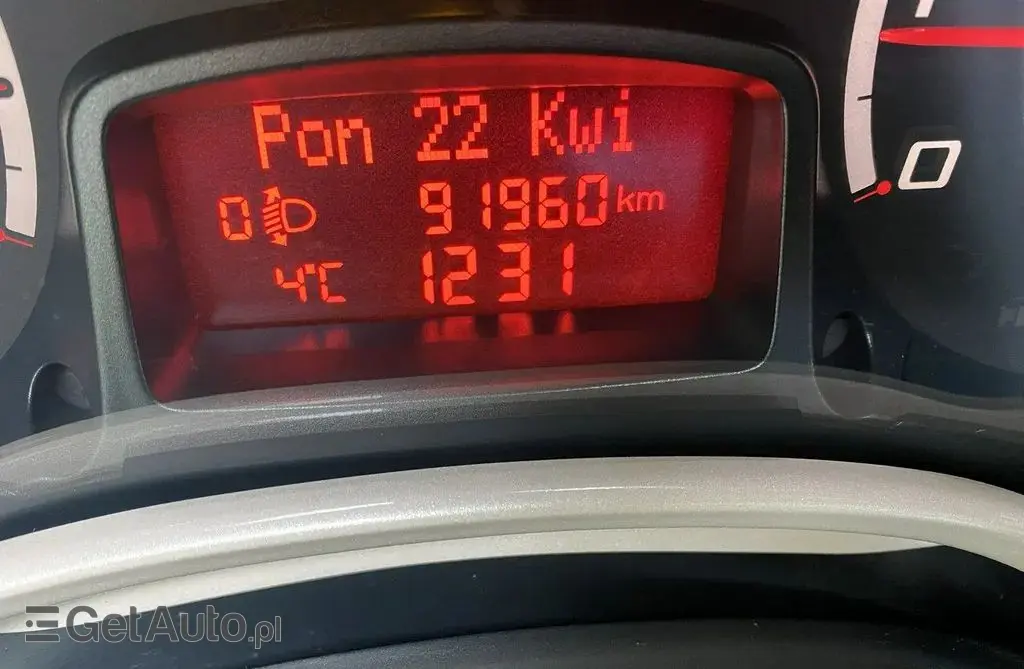 Pon 22 Kwi
0 91960 km
4°C 1231
0
GetAuto.pl